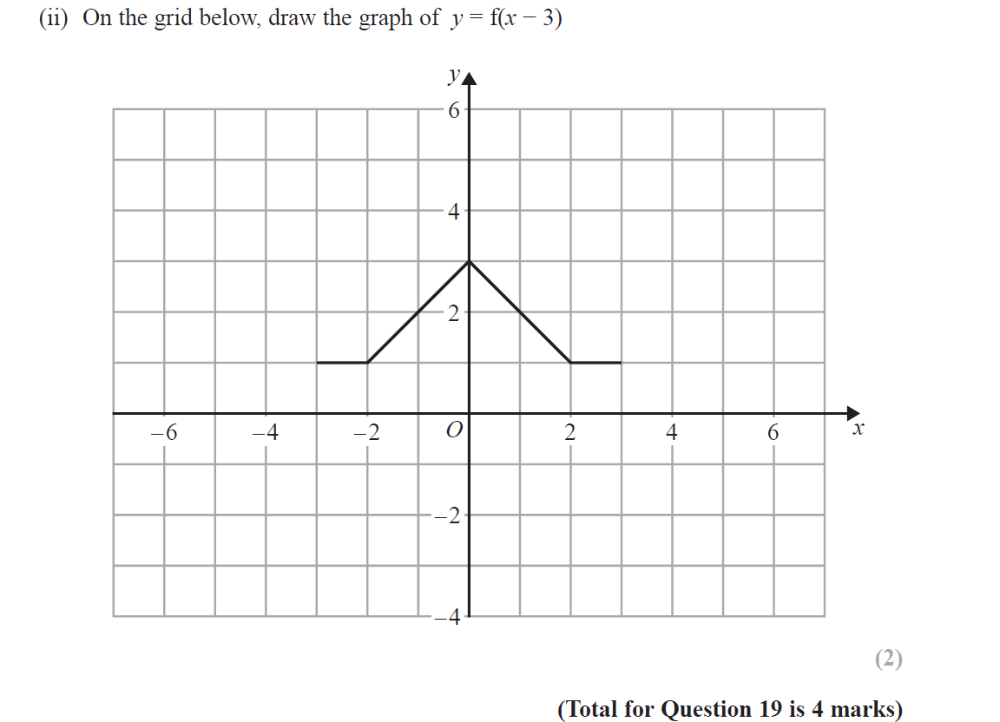 (ii) On the grid below, draw the graph of y = f(x − 3)
y
6
4
2
−6 −4 −2 O 2 4 6 x
−2
−4
(2)
(Total for Question 19 is 4 marks)